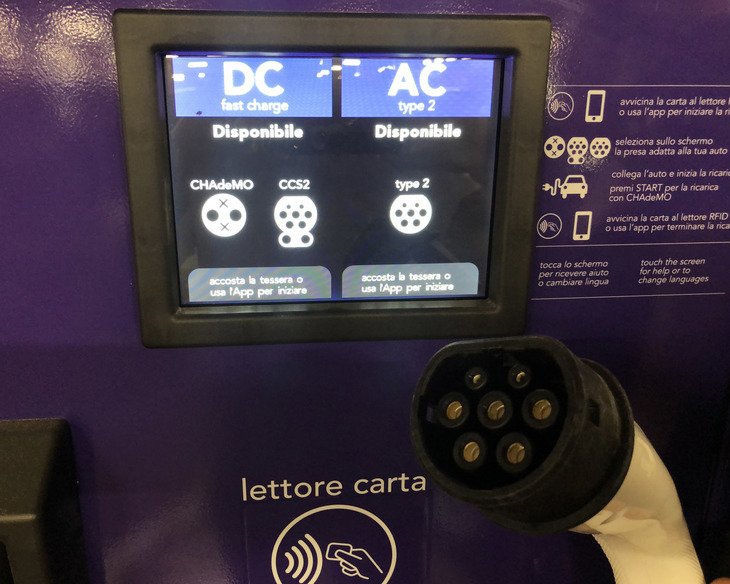 DC
fast charge
Disponibile
CHAdeMO
CCS2
accosta la tessera o
usa l'App per iniziare
AC
type 2
Disponibile
type 2
accosta la tessera o
usa l'App per iniziare
avvicina la carta al lettore
o usa l'app per iniziare la
seleziona sullo schermo
la presa adatta alla tua auto
collega l'auto e inizia la
premi START per la ricarica
con CHAdeMO
avvicina la carta al lettore RFID
o usa l'app per terminare la
tocca lo schermo
per ricevere aiuto
o cambiare lingua
touch the screen
for help or to
change languages
lettore carta